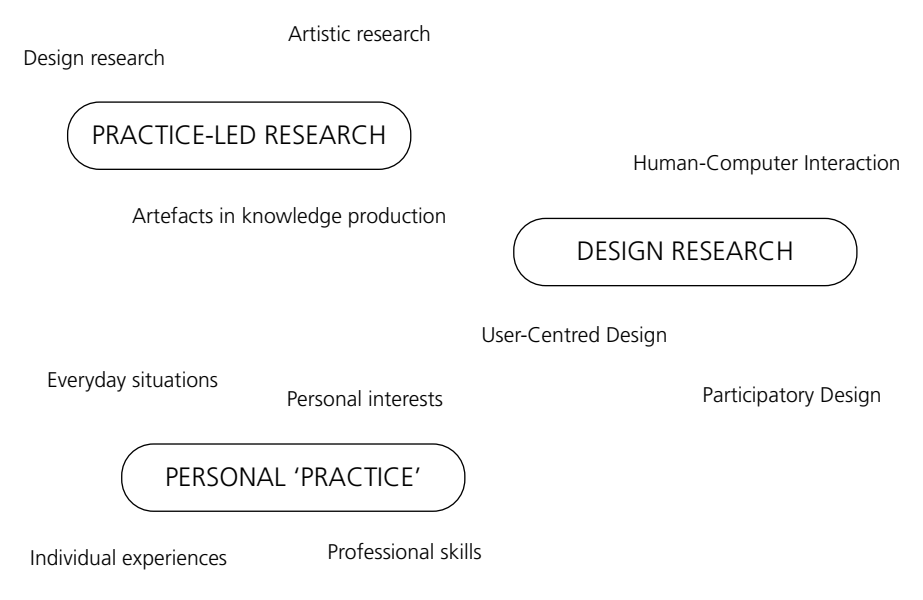 Artistic research
Design research
PRACTICE-LED RESEARCH
Human-Computer Interaction
Artefacts in knowledge production
DESIGN RESEARCH
User-Centred Design
Everyday situations
Personal interests
Participatory Design
PERSONAL ‘PRACTICE’
Individual experiences
Professional skills